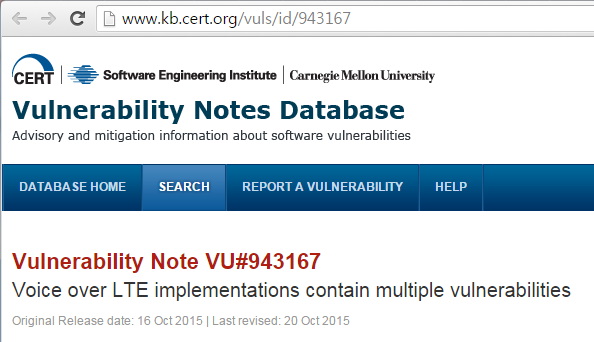 www.kb.cert.org/vuls/id/943167
CERT | Software Engineering Institute | Carnegie Mellon University
Vulnerability Notes Database
Advisory and mitigation information about software vulnerabilities
DATABASE HOME SEARCH REPORT A VULNERABILITY HELP
Vulnerability Note VU#943167
Voice over LTE implementations contain multiple vulnerabilities
Original Release date: 16 Oct 2015 | Last revised: 20 Oct 2015